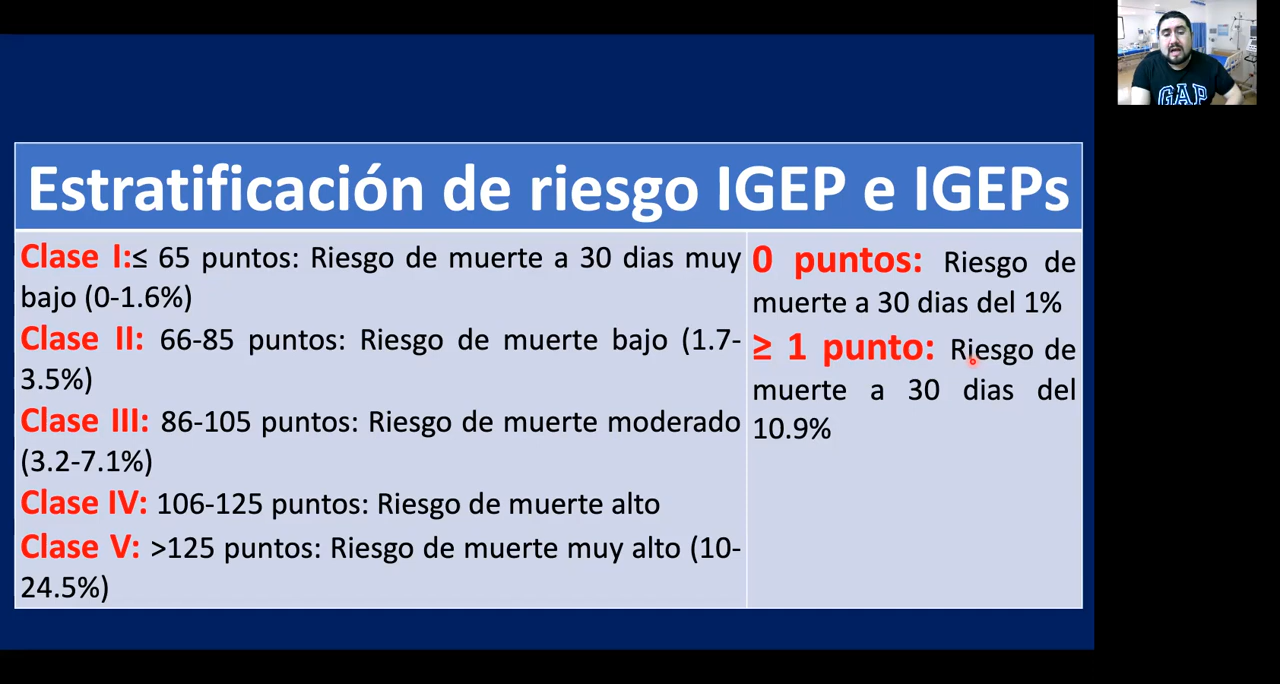 Estratificación de riesgo IGEP e IGEPs
Clase I:≤ 65 puntos: Riesgo de muerte a 30 dias muy
bajo (0-1.6%)
Clase II: 66-85 puntos: Riesgo de muerte bajo (1.7-
3.5%)
Clase III: 86-105 puntos: Riesgo de muerte moderado
(3.2-7.1%)
Clase IV: 106-125 puntos: Riesgo de muerte alto
Clase V: >125 puntos: Riesgo de muerte muy alto (10-
24.5%)
0 puntos: Riesgo de
muerte a 30 dias del 1%
≥ 1 punto: Riesgo de
muerte a 30 dias del
10.9%
GAP